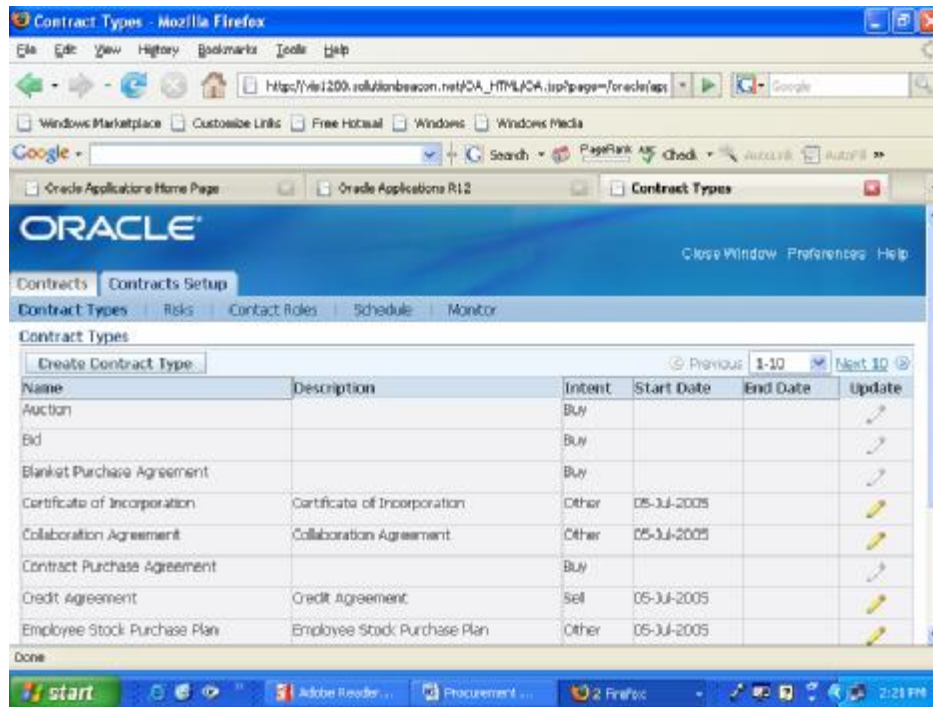 Contract Types - Mozilla Firefox
File Edit View History Bookmarks Tools Help
Google
Windows Marketplace Customize Links Free Hotmail Windows Windows Media
Google Search PageRank Check AutoLink AutoFill
Oracle Applications Home Page Oracle Applications R12 Contract Types
ORACLE
Close Window Preferences Help
Contracts Contracts Setup
Contract Types Risks Contact Roles Schedule Monitor
Contract Types
Create Contract Type Previous 1-10 Next 10
Name Description Intent Start Date End Date Update
Auction Buy
Bid Buy
Blanket Purchase Agreement Buy
Certificate of Incorporation Certificate of Incorporation Other 05-Jul-2005
Collaboration Agreement Collaboration Agreement Other 05-Jul-2005
Contract Purchase Agreement Buy
Credit Agreement Credit Agreement Sell 05-Jul-2005
Employee Stock Purchase Plan Employee Stock Purchase Plan Other 05-Jul-2005
Done
start Adobe Reader... Procurement ... 2 Firefox 2:21 PM